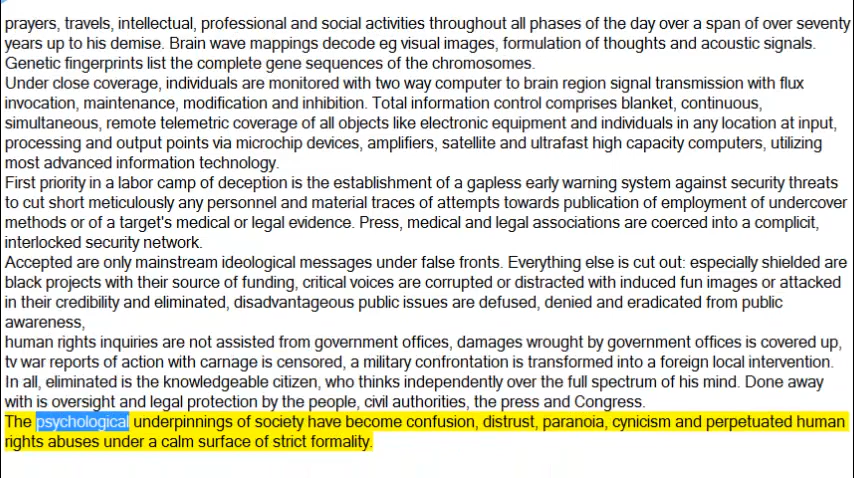 prayers, travels, intellectual, professional and social activities throughout all phases of the day over a span of over seventy
years up to his demise. Brain wave mappings decode eg visual images, formulation of thoughts and acoustic signals.
Genetic fingerprints list the complete gene sequences of the chromosomes.
Under close coverage, individuals are monitored with two way computer to brain region signal transmission with flux
invocation, maintenance, modification and inhibition. Total information control comprises blanket, continuous,
simultaneous, remote telemetric coverage of all objects like electronic equipment and individuals in any location at input,
processing and output points via microchip devices, amplifiers, satellite and ultrafast high capacity computers, utilizing
most advanced information technology.
First priority in a labor camp of deception is the establishment of a gapless early warning system against security threats
to cut short meticulously any personnel and material traces of attempts towards publication of employment of undercover
methods or of a target's medical or legal evidence. Press, medical and legal associations are coerced into a complicit,
interlocked security network.
Accepted are only mainstream ideological messages under false fronts. Everything else is cut out: especially shielded are
black projects with their source of funding, critical voices are corrupted or distracted with induced fun images or attacked
in their credibility and eliminated, disadvantageous public issues are defused, denied and eradicated from public
awareness,
human rights inquiries are not assisted from government offices, damages wrought by government offices is covered up,
tv war reports of action with carnage is censored, a military confrontation is transformed into a foreign local intervention.
In all, eliminated is the knowledgeable citizen, who thinks independently over the full spectrum of his mind. Done away
with is oversight and legal protection by the people, civil authorities, the press and Congress.
The psychological underpinnings of society have become confusion, distrust, paranoia, cynicism and perpetuated human
rights abuses under a calm surface of strict formality.